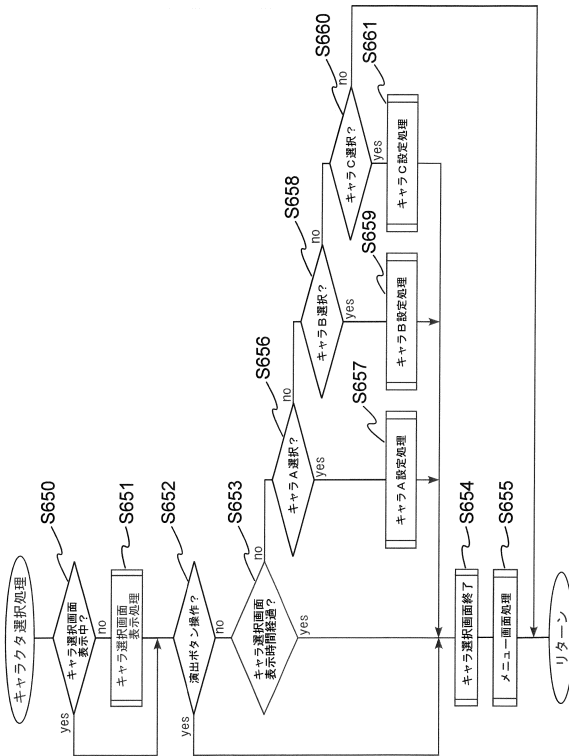 キャラクタ選択処理
S650
キャラ選択画面
表示中？
yes
no
S651
キャラ選択画面
表示処理
S652
演出ボタン操作？
yes
no
S653
キャラ選択画面
表示時間経過？
no
yes
S656
キャラA選択？
no
yes
S657
キャラA設定処理
S658
キャラB選択？
no
yes
S659
キャラB設定処理
S660
キャラC選択？
no
yes
S661
キャラC設定処理
S654
キャラ選択画面終了
S655
メニュー画面処理
リターン